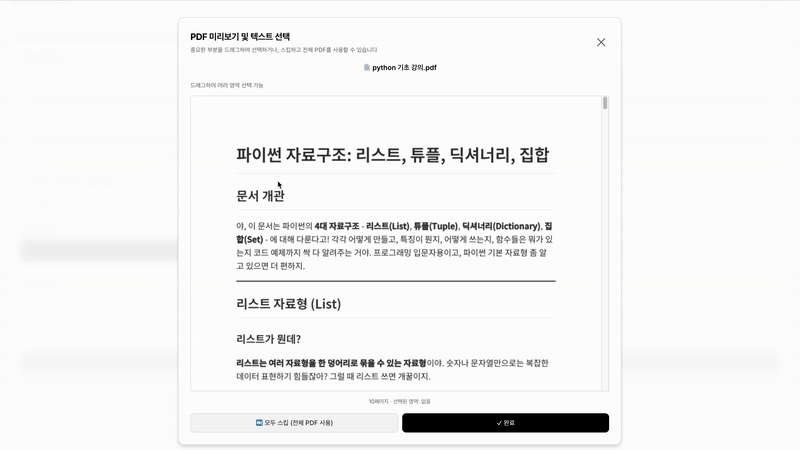 PDF 미리보기 및 텍스트 선택
중요한 부분을 드래그하여 선택하거나, 스킵하고 전체 PDF를 사용할 수 있습니다
python 기초 강의.pdf
드래그하여 여러 영역 선택 가능
파이썬 자료구조: 리스트, 튜플, 딕셔너리, 집합
문서 개관
야, 이 문서는 파이썬의 4대 자료구조 - 리스트(List), 튜플(Tuple), 딕셔너리(Dictionary), 집
합(Set) - 에 대해 다룬다고! 각각 어떻게 만들고, 특징이 뭔지, 어떻게 쓰는지, 함수들은 뭐가 있
는지 코드 예제까지 싹 다 알려주는 거야. 프로그래밍 입문자용이고, 파이썬 기본 자료형 좀 알
고 있으면 더 편하지.
리스트 자료형 (List)
리스트가 뭔데?
리스트는 여러 자료형을 한 덩어리로 묶을 수 있는 자료형이야. 숫자나 문자열만으로는 복잡한
데이터 표현하기 힘들잖아? 그럴 때 리스트 쓰면 개꿀이지.
10페이지 · 선택된 영역: 없음
모두 스킵 (전체 PDF 사용)
✓ 완료